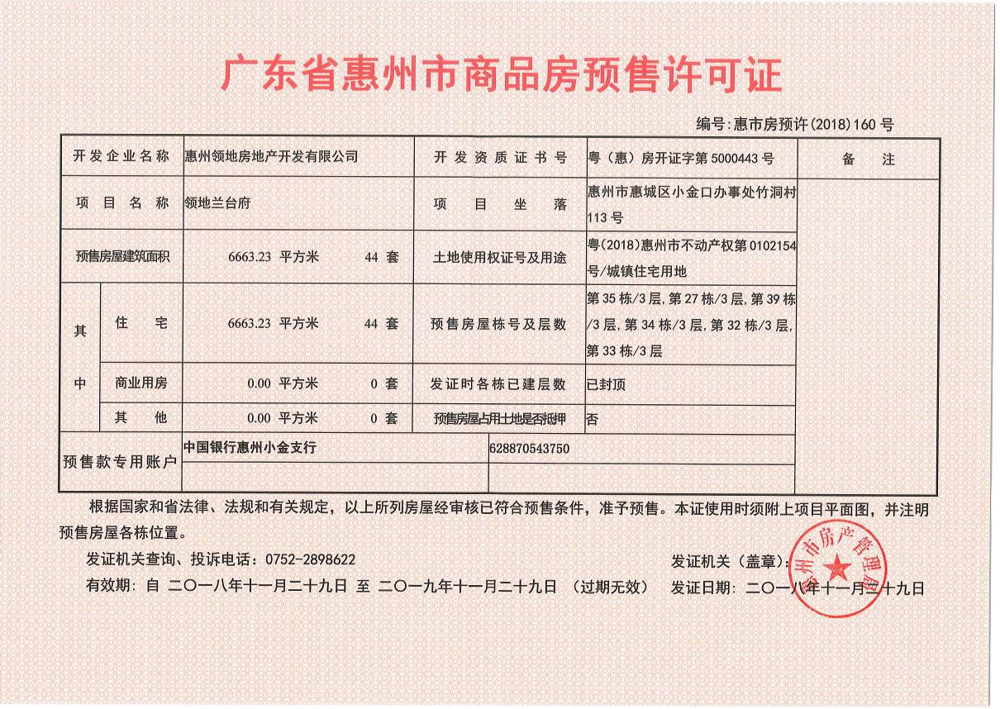 广东省惠州市商品房预售许可证
编号:惠市房预许(2018)160 号
开发企业名称 惠州领地房地产开发有限公司 开发资质证书号 粤（惠）房开证字第 5000443 号 备 注
项目名称 领地兰台府 项目坐落 惠州市惠城区小金口办事处竹洞村
113 号
预售房屋建筑面积 6663.23 平方米 44 套 土地使用权证号及用途 粤(2018)惠州市不动产权第 0102154
号/城镇住宅用地
其中 住宅 6663.23 平方米 44 套 预售房屋栋号及层数 第 35 栋/3 层, 第 27 栋/3 层, 第 39 栋
/3 层, 第 34 栋/3 层, 第 32 栋/3 层,
第 33 栋/3 层
商业用房 0.00 平方米 0 套 发证时各栋已建层数 已封顶
其他 0.00 平方米 0 套 预售房屋占用土地是否抵押 否
预售款专用账户 中国银行惠州小金支行 628870543750
根据国家和省法律、法规和有关规定，以上所列房屋经审核已符合预售条件，准予预售。本证使用时须附上项目平面图，并注明
预售房屋各栋位置。
发证机关查询、投诉电话：0752-2898622 发证机关（盖章）：
惠州市房产管理局
有效期：自 二〇一八年十一月二十九日 至 二〇一九年十一月二十九日 （过期无效） 发证日期：二〇一八年十一月二十九日